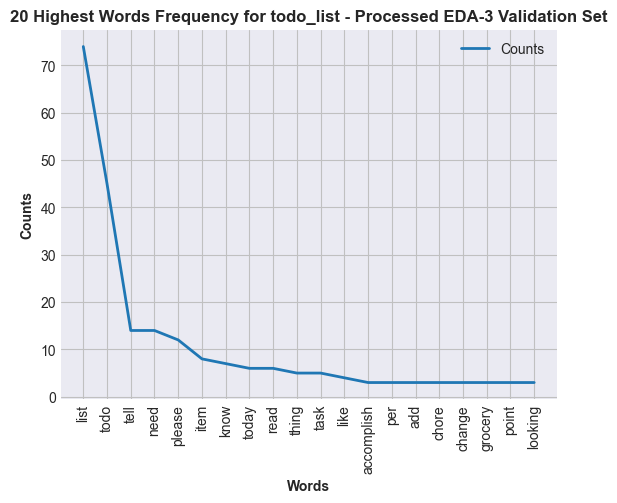 20 Highest Words Frequency for todo_list - Processed EDA-3 Validation Set
Counts
70
60
50
40
30
20
10
0
Counts
list
todo
tell
need
please
item
know
today
read
thing
task
like
accomplish
per
add
chore
change
grocery
point
looking
Words